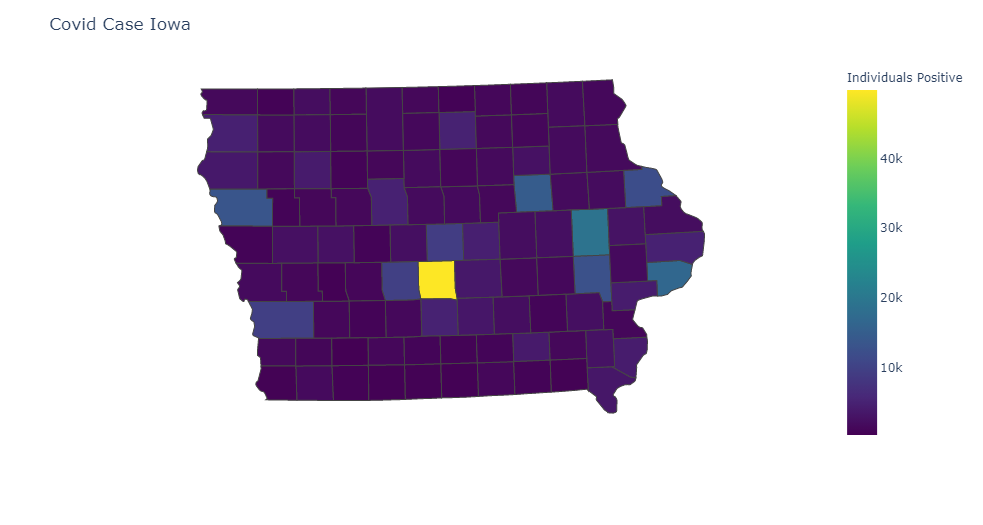 Covid Case Iowa
Individuals Positive
40k
30k
20k
10k